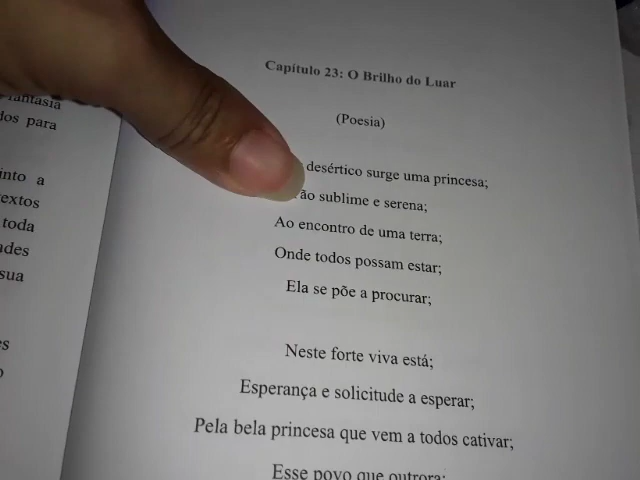 fantasia
dos para
into a
extos
toda
ades
sua
Capítulo 23: O Brilho do Luar
(Poesia)
desértico surge uma princesa;
ão sublime e serena;
Ao encontro de uma terra;
Onde todos possam estar;
Ela se põe a procurar;
Neste forte viva está;
Esperança e solicitude a esperar;
Pela bela princesa que vem a todos cativar;
Esse povo que outrora;